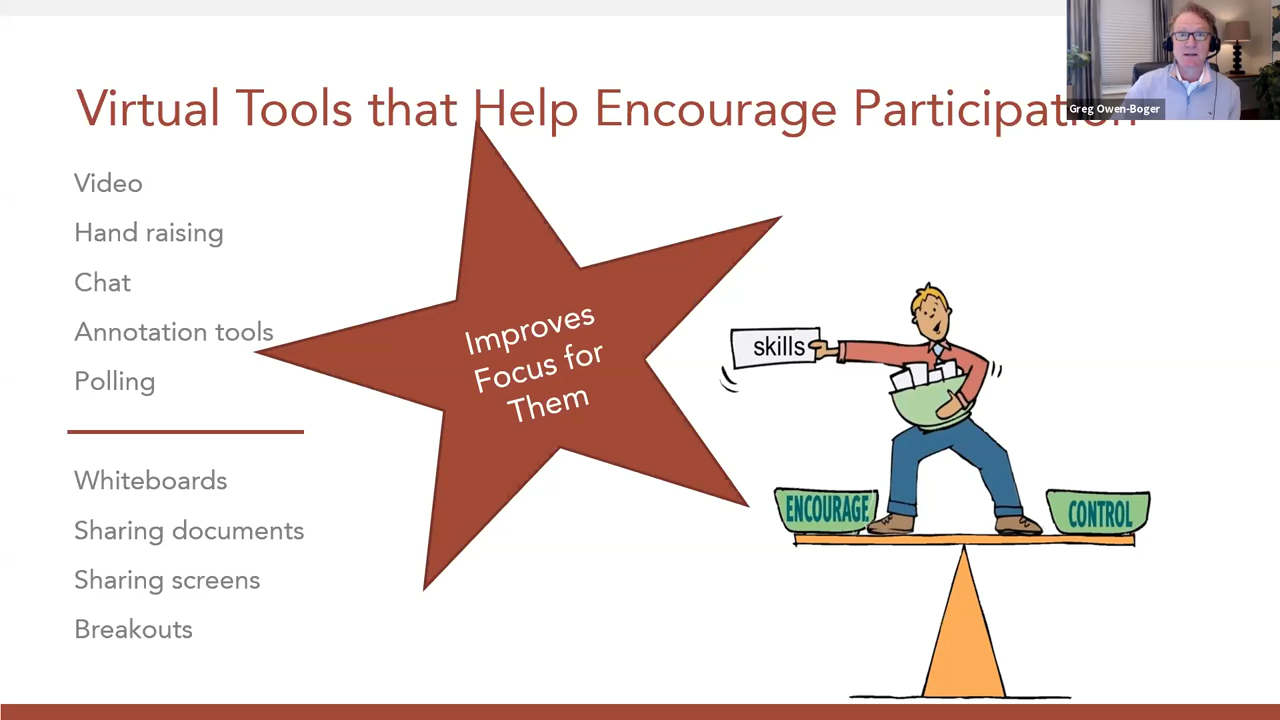 Virtual Tools that Help Encourage Participation
Greg Owen-Boger
Video
Hand raising
Chat
Annotation tools
Polling
Whiteboards
Sharing documents
Sharing screens
Breakouts
Improves
Focus for
Them
skills
ENCOURAGE
CONTROL